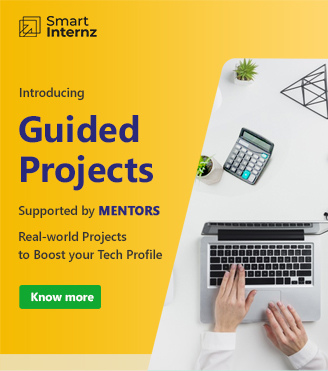 Smart
Internz
Introducing
Guided
Projects
Supported by MENTORS
Real-world Projects
to Boost your Tech Profile
Know more